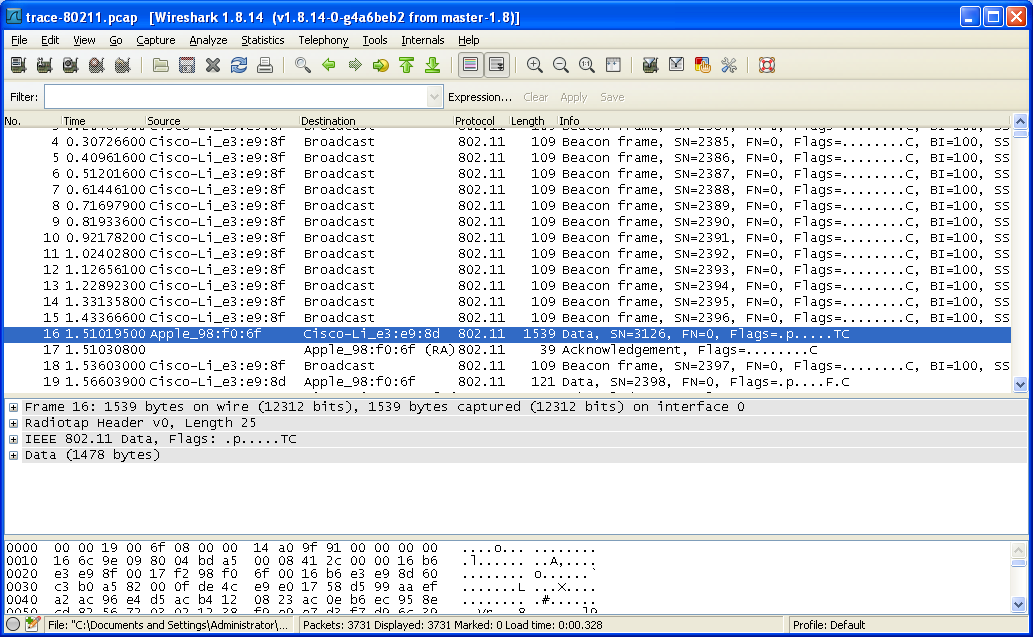 trace-80211.pcap [Wireshark 1.8.14 (v1.8.14-0-g4a6beb2 from master-1.8)]
File Edit View Go Capture Analyze Statistics Telephony Tools Internals Help
Filter: Expression... Clear Apply Save
No. Time Source Destination Protocol Length Info
4 0.30726600 Cisco-Li_e3:e9:8f Broadcast 802.11 109 Beacon frame, SN=2385, FN=0, Flags=........C, BI=100, SS
5 0.40961600 Cisco-Li_e3:e9:8f Broadcast 802.11 109 Beacon frame, SN=2386, FN=0, Flags=........C, BI=100, SS
6 0.51201600 Cisco-Li_e3:e9:8f Broadcast 802.11 109 Beacon frame, SN=2387, FN=0, Flags=........C, BI=100, SS
7 0.61446100 Cisco-Li_e3:e9:8f Broadcast 802.11 109 Beacon frame, SN=2388, FN=0, Flags=........C, BI=100, SS
8 0.71697900 Cisco-Li_e3:e9:8f Broadcast 802.11 109 Beacon frame, SN=2389, FN=0, Flags=........C, BI=100, SS
9 0.81933600 Cisco-Li_e3:e9:8f Broadcast 802.11 109 Beacon frame, SN=2390, FN=0, Flags=........C, BI=100, SS
10 0.92178200 Cisco-Li_e3:e9:8f Broadcast 802.11 109 Beacon frame, SN=2391, FN=0, Flags=........C, BI=100, SS
11 1.02402800 Cisco-Li_e3:e9:8f Broadcast 802.11 109 Beacon frame, SN=2392, FN=0, Flags=........C, BI=100, SS
12 1.12656100 Cisco-Li_e3:e9:8f Broadcast 802.11 109 Beacon frame, SN=2393, FN=0, Flags=........C, BI=100, SS
13 1.22892300 Cisco-Li_e3:e9:8f Broadcast 802.11 109 Beacon frame, SN=2394, FN=0, Flags=........C, BI=100, SS
14 1.33135800 Cisco-Li_e3:e9:8f Broadcast 802.11 109 Beacon frame, SN=2395, FN=0, Flags=........C, BI=100, SS
15 1.43366600 Cisco-Li_e3:e9:8f Broadcast 802.11 109 Beacon frame, SN=2396, FN=0, Flags=........C, BI=100, SS
16 1.51019500 Apple_98:f0:6f Cisco-Li_e3:e9:8d 802.11 1539 Data, SN=3126, FN=0, Flags=.p.....TC
17 1.51030800 Apple_98:f0:6f (RA) 802.11 39 Acknowledgement, Flags=........C
18 1.53603000 Cisco-Li_e3:e9:8f Broadcast 802.11 109 Beacon frame, SN=2397, FN=0, Flags=........C, BI=100, SS
19 1.56603900 Cisco-Li_e3:e9:8d Apple_98:f0:6f 802.11 121 Data, SN=2398, FN=0, Flags=.p....F.C
Frame 16: 1539 bytes on wire (12312 bits), 1539 bytes captured (12312 bits) on interface 0
Radiotap Header v0, Length 25
IEEE 802.11 Data, Flags: .p.....TC
Data (1478 bytes)
0000 00 00 19 00 6f 08 00 00 14 a0 9f 91 00 00 00 00 ....o... ........
0010 16 6c 9e 09 80 04 bd a5 00 08 41 2c 00 00 16 b6 .l...... ..A,....
0020 e3 e9 8f 00 17 f2 98 f0 6f 00 16 b6 e3 e9 8d 60 ........ o......`
0030 c3 b0 a5 82 00 0f de 4c e9 e0 17 58 d5 99 aa ef .......L ...X....
0040 a2 ac 96 e4 d5 ac b4 12 08 23 ac 0e b6 ec 95 8e ........ .#......
File: "C:\Documents and Settings\Administrator\... Packets: 3731 Displayed: 3731 Marked: 0 Load time: 0:00.328 Profile: Default